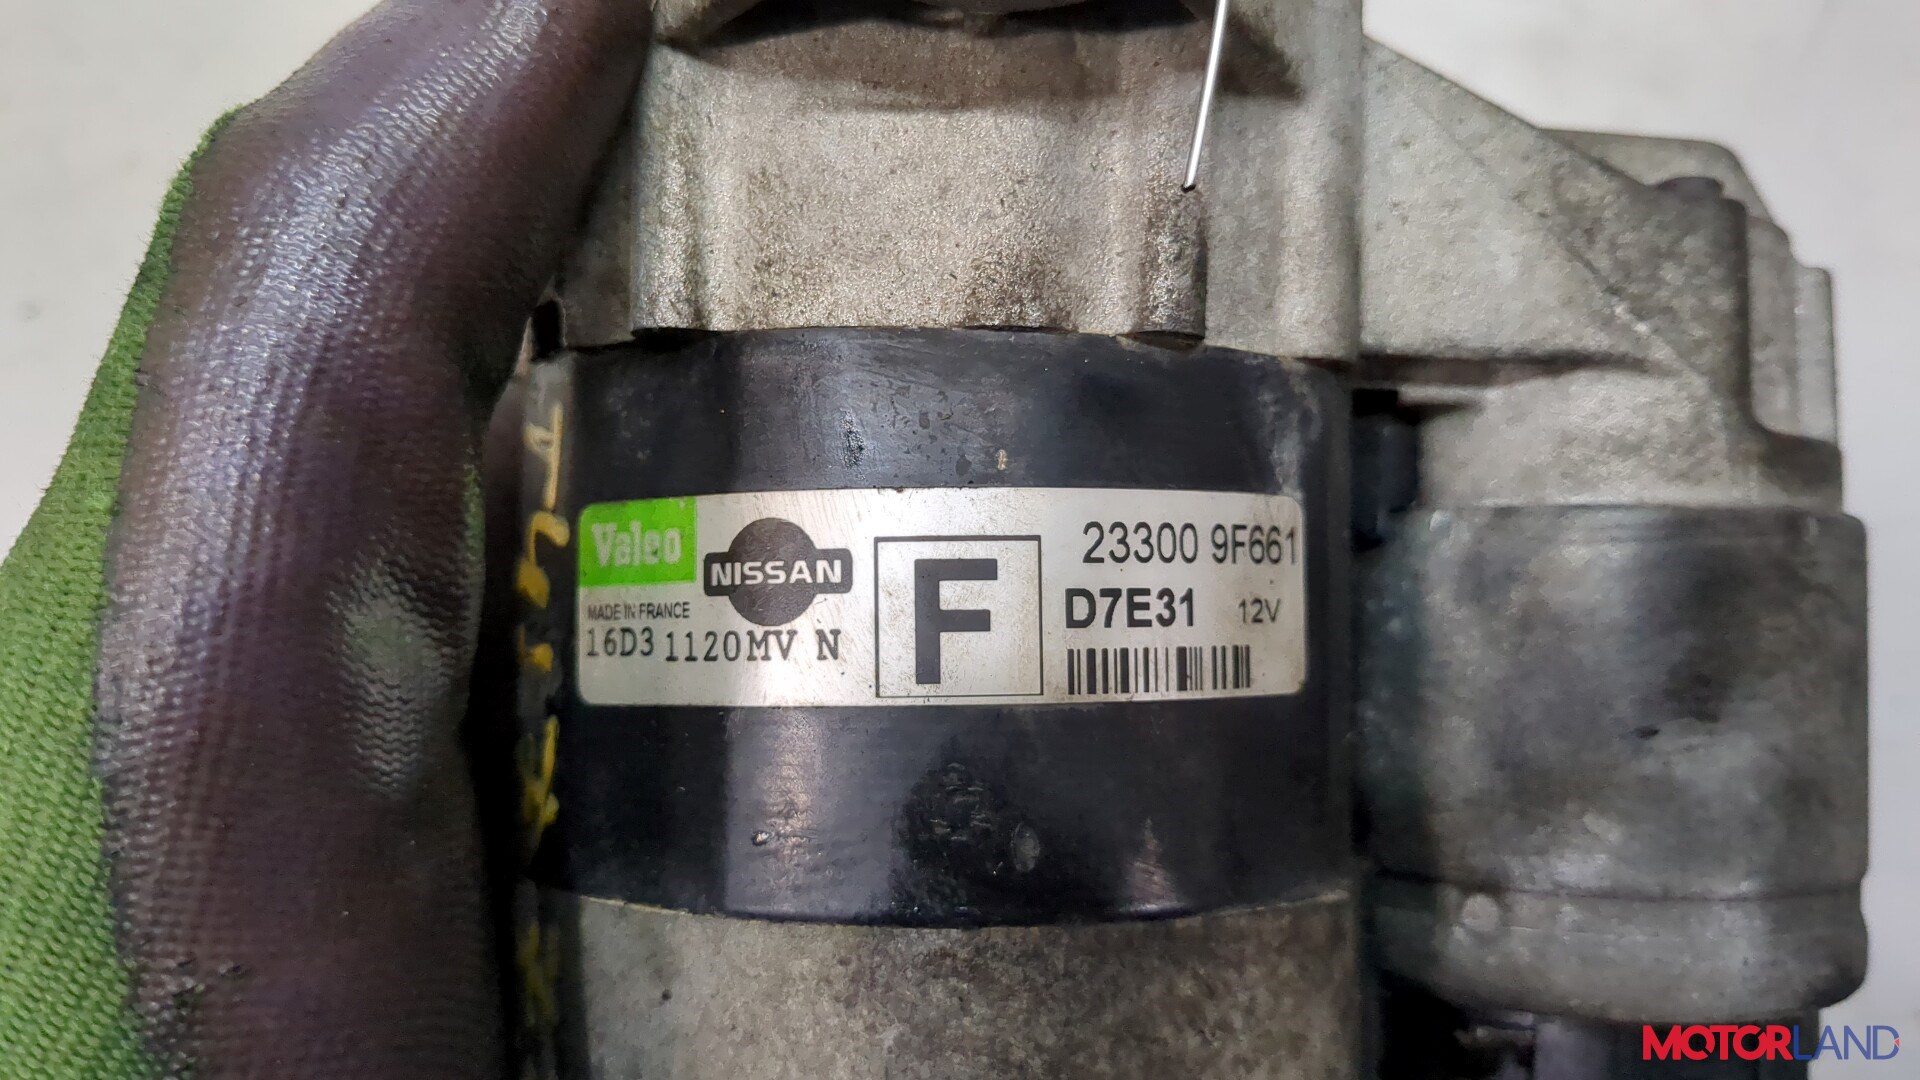 Valeo
NISSAN
MADE IN FRANCE
16D3 1120MV N
F
23300 9F661
D7E31 12V
MOTORLAND